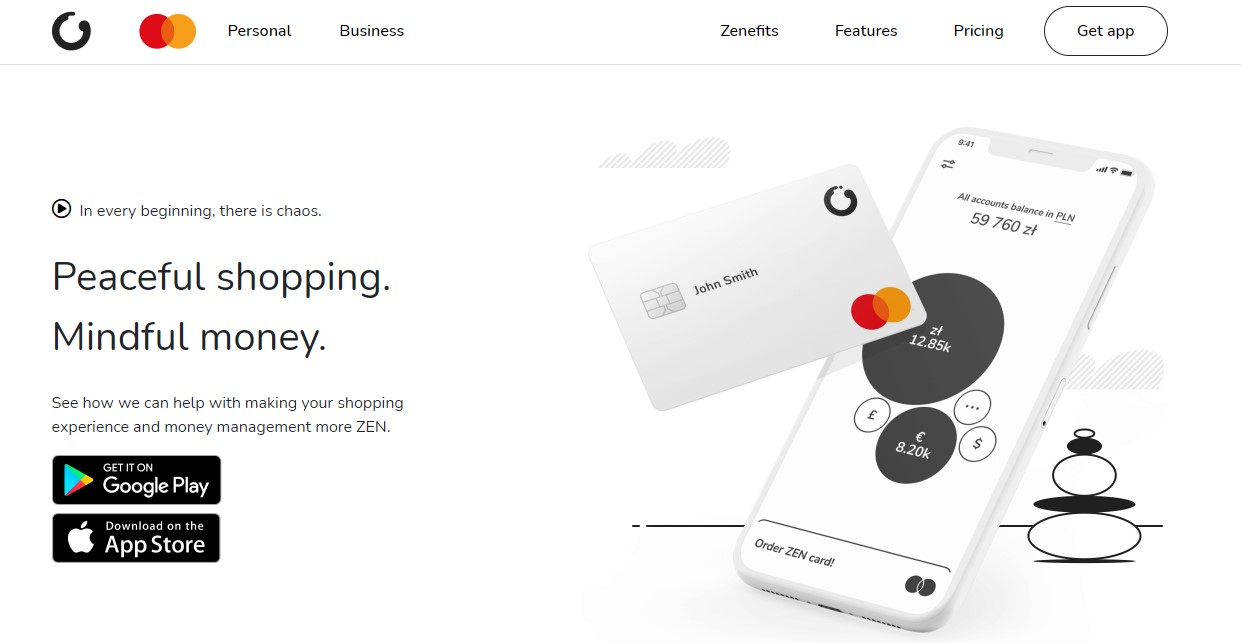 Personal
Business
Zenefits
Features
Pricing
Get app
In every beginning, there is chaos.
Peaceful shopping.
Mindful money.
See how we can help with making your shopping
experience and money management more ZEN.
GET IT ON
Google Play
Download on the
App Store
John Smith
9:41
All accounts balance in PLN
59 760 zł
zł
12.85k
£
...
€
8.20k
$
Order ZEN card!